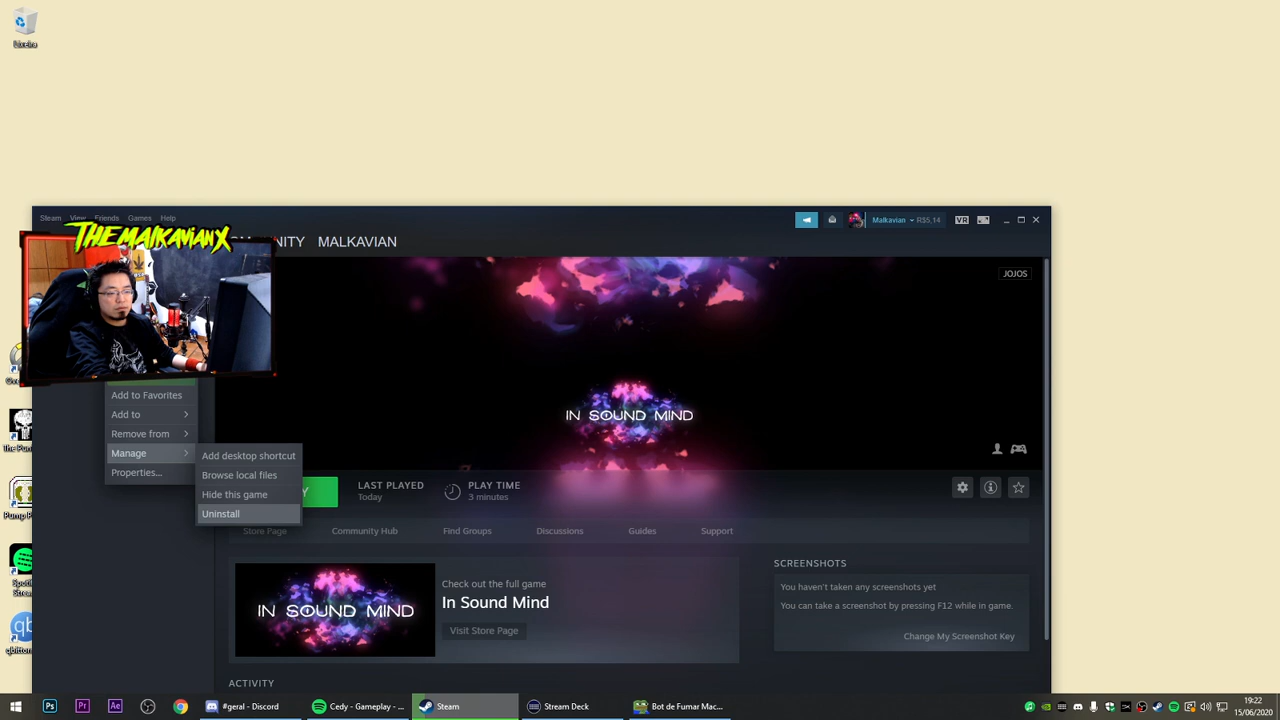 Lixeira
Steam View Friends Games Help
Malkavian R$5,14
VR
THEMALKAVIANX
MALKAVIAN
JOJOS
IN SOUND MIND
Add to Favorites
Add to
Remove from
Manage
Properties...
Add desktop shortcut
Browse local files
Hide this game
Uninstall
LAST PLAYED
Today
PLAY TIME
3 minutes
Store Page Community Hub Find Groups Discussions Guides Support
IN SOUND MIND
Check out the full game
In Sound Mind
Visit Store Page
SCREENSHOTS
You haven't taken any screenshots yet
You can take a screenshot by pressing F12 while in game.
Change My Screenshot Key
ACTIVITY
Ps Pr Ae
#geral - Discord
Cedy - Gameplay - ...
Steam
Stream Deck
Bot de Fumar Mac...
19:22
15/06/2020